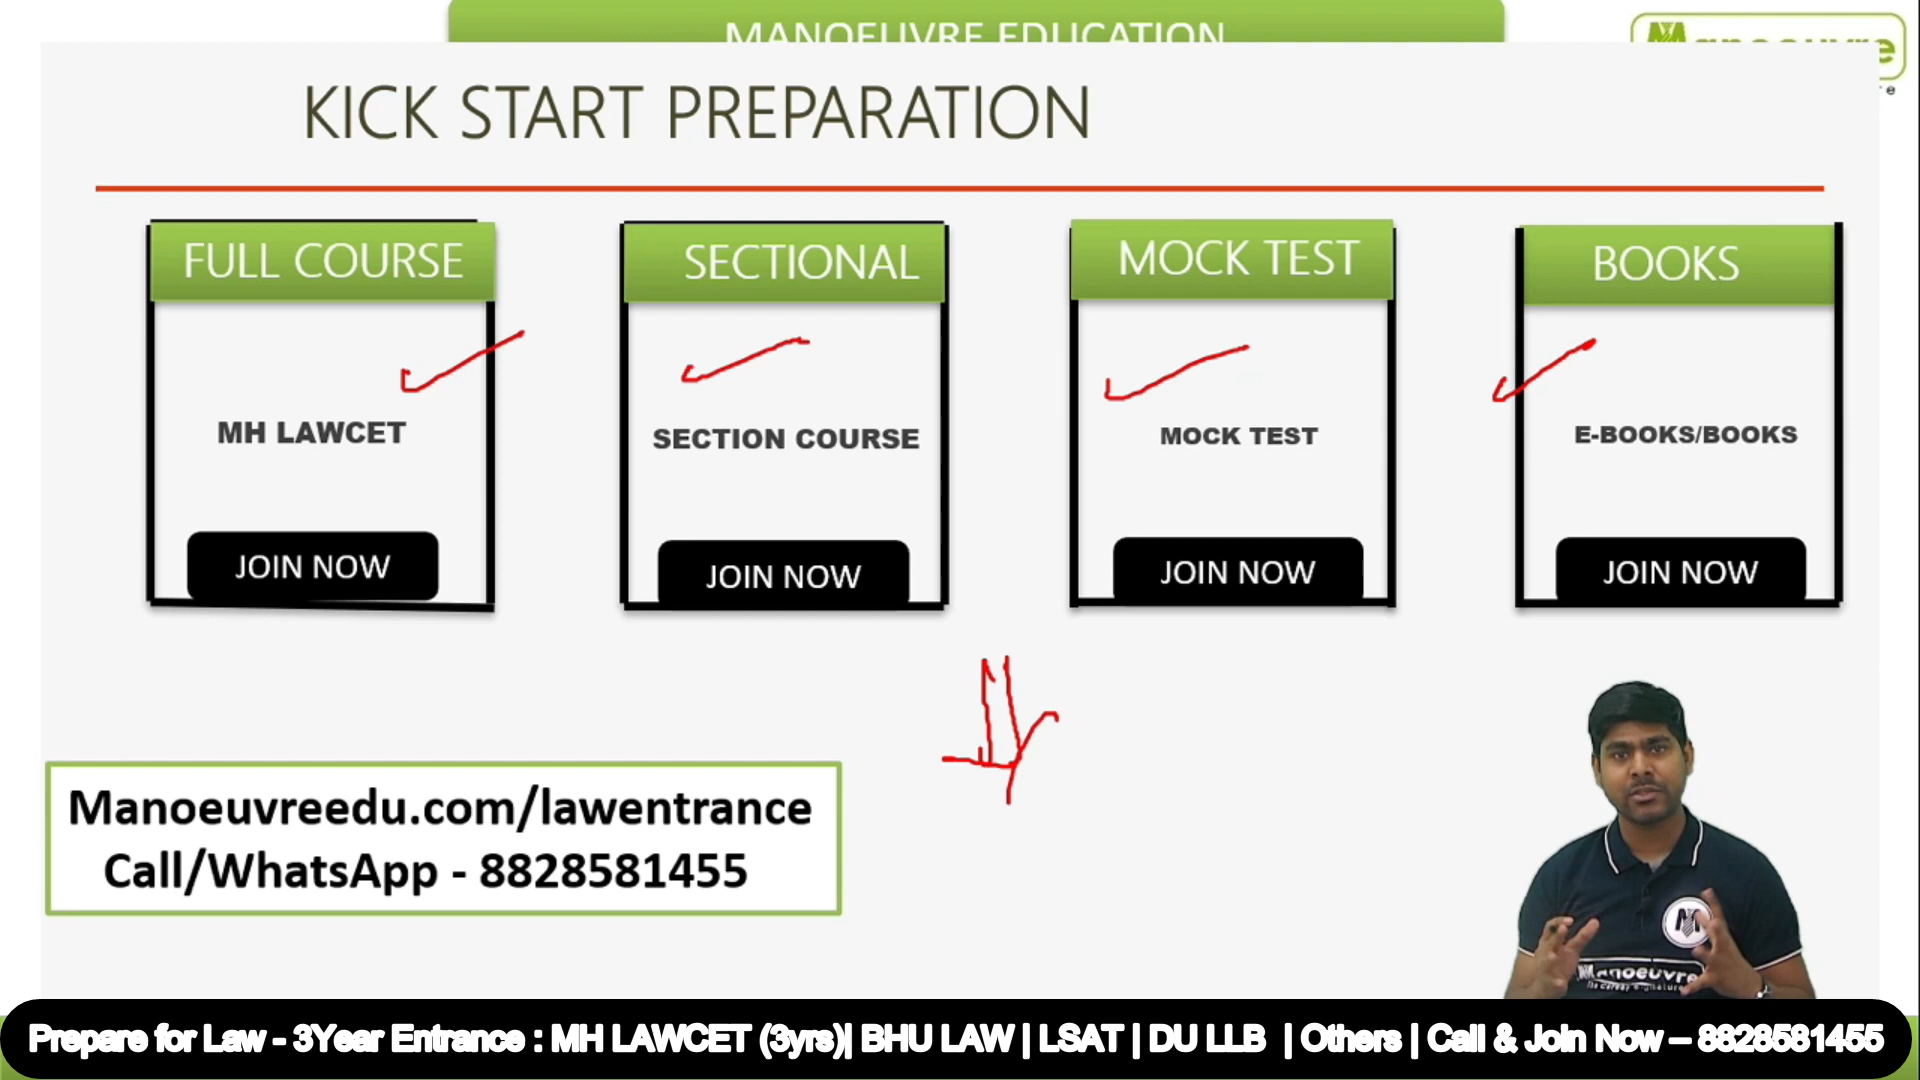 MANOEUVRE EDUCATION
Manoeuvre
KICK START PREPARATION
FULL COURSE
SECTIONAL
MOCK TEST
BOOKS
MH LAWCET
SECTION COURSE
MOCK TEST
E-BOOKS/BOOKS
JOIN NOW
JOIN NOW
JOIN NOW
JOIN NOW
Manoeuvreedu.com/lawentrance
Call/WhatsApp - 8828581455
Manoeuvre
Prepare for Law - 3Year Entrance : MH LAWCET (3yrs)| BHU LAW | LSAT | DU LLB | Others | Call & Join Now – 8828581455